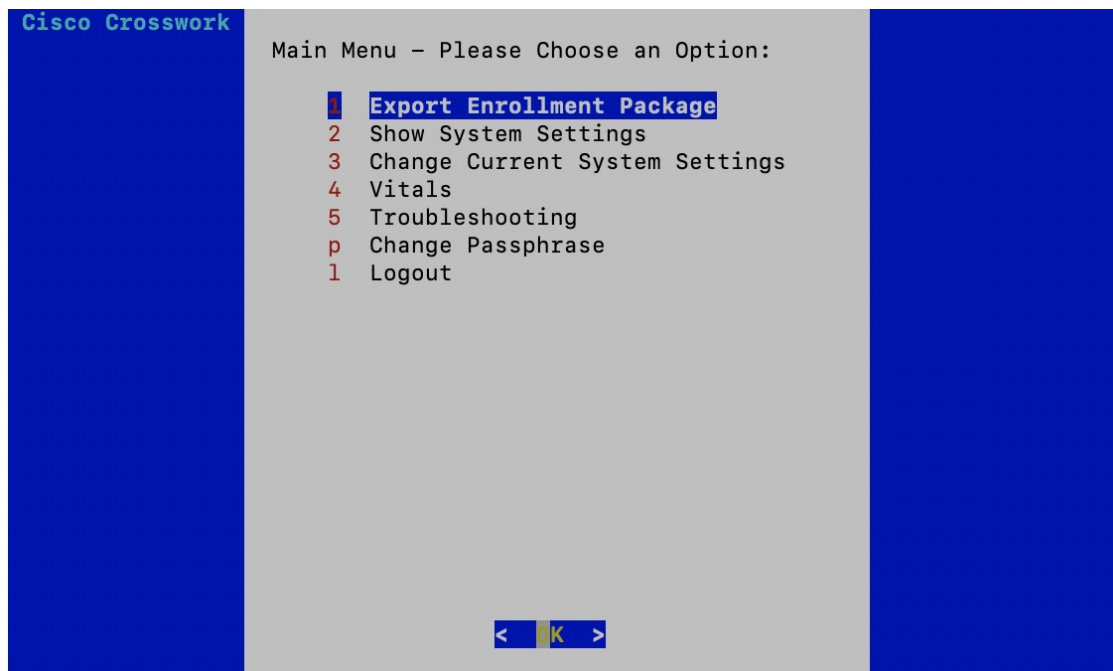 Cisco Crosswork
Main Menu – Please Choose an Option:
1 Export Enrollment Package
2 Show System Settings
3 Change Current System Settings
4 Vitals
5 Troubleshooting
p Change Passphrase
l Logout
< OK >